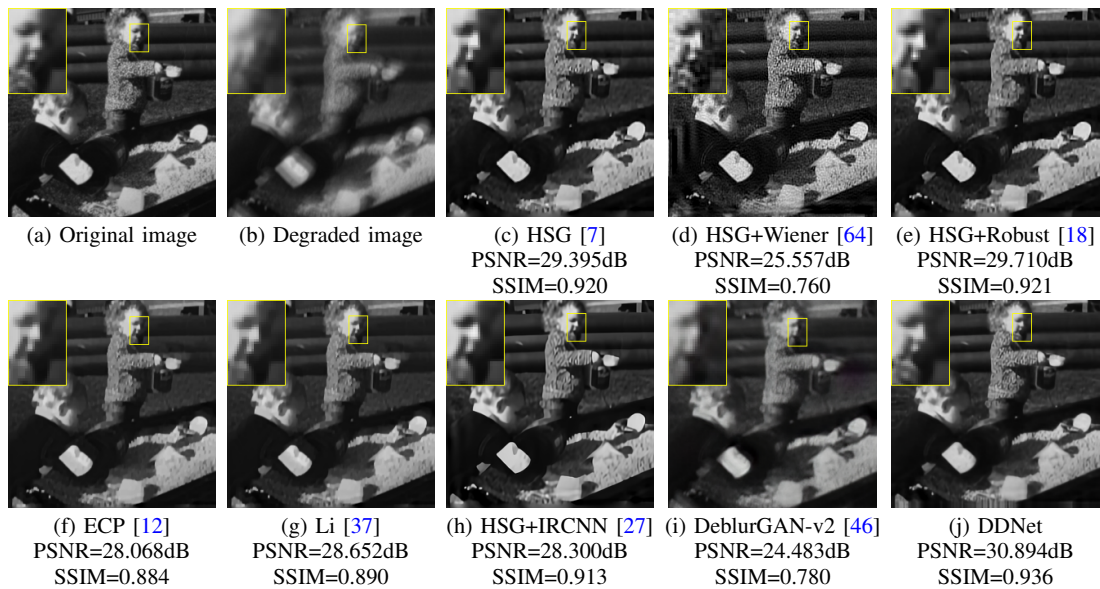 (a) Original image
(b) Degraded image
(c) HSG [7]
PSNR=29.395dB
SSIM=0.920
(d) HSG+Wiener [64]
PSNR=25.557dB
SSIM=0.760
(e) HSG+Robust [18]
PSNR=29.710dB
SSIM=0.921
(f) ECP [12]
PSNR=28.068dB
SSIM=0.884
(g) Li [37]
PSNR=28.652dB
SSIM=0.890
(h) HSG+IRCNN [27]
PSNR=28.300dB
SSIM=0.913
(i) DeblurGAN-v2 [46]
PSNR=24.483dB
SSIM=0.780
(j) DDNet
PSNR=30.894dB
SSIM=0.936